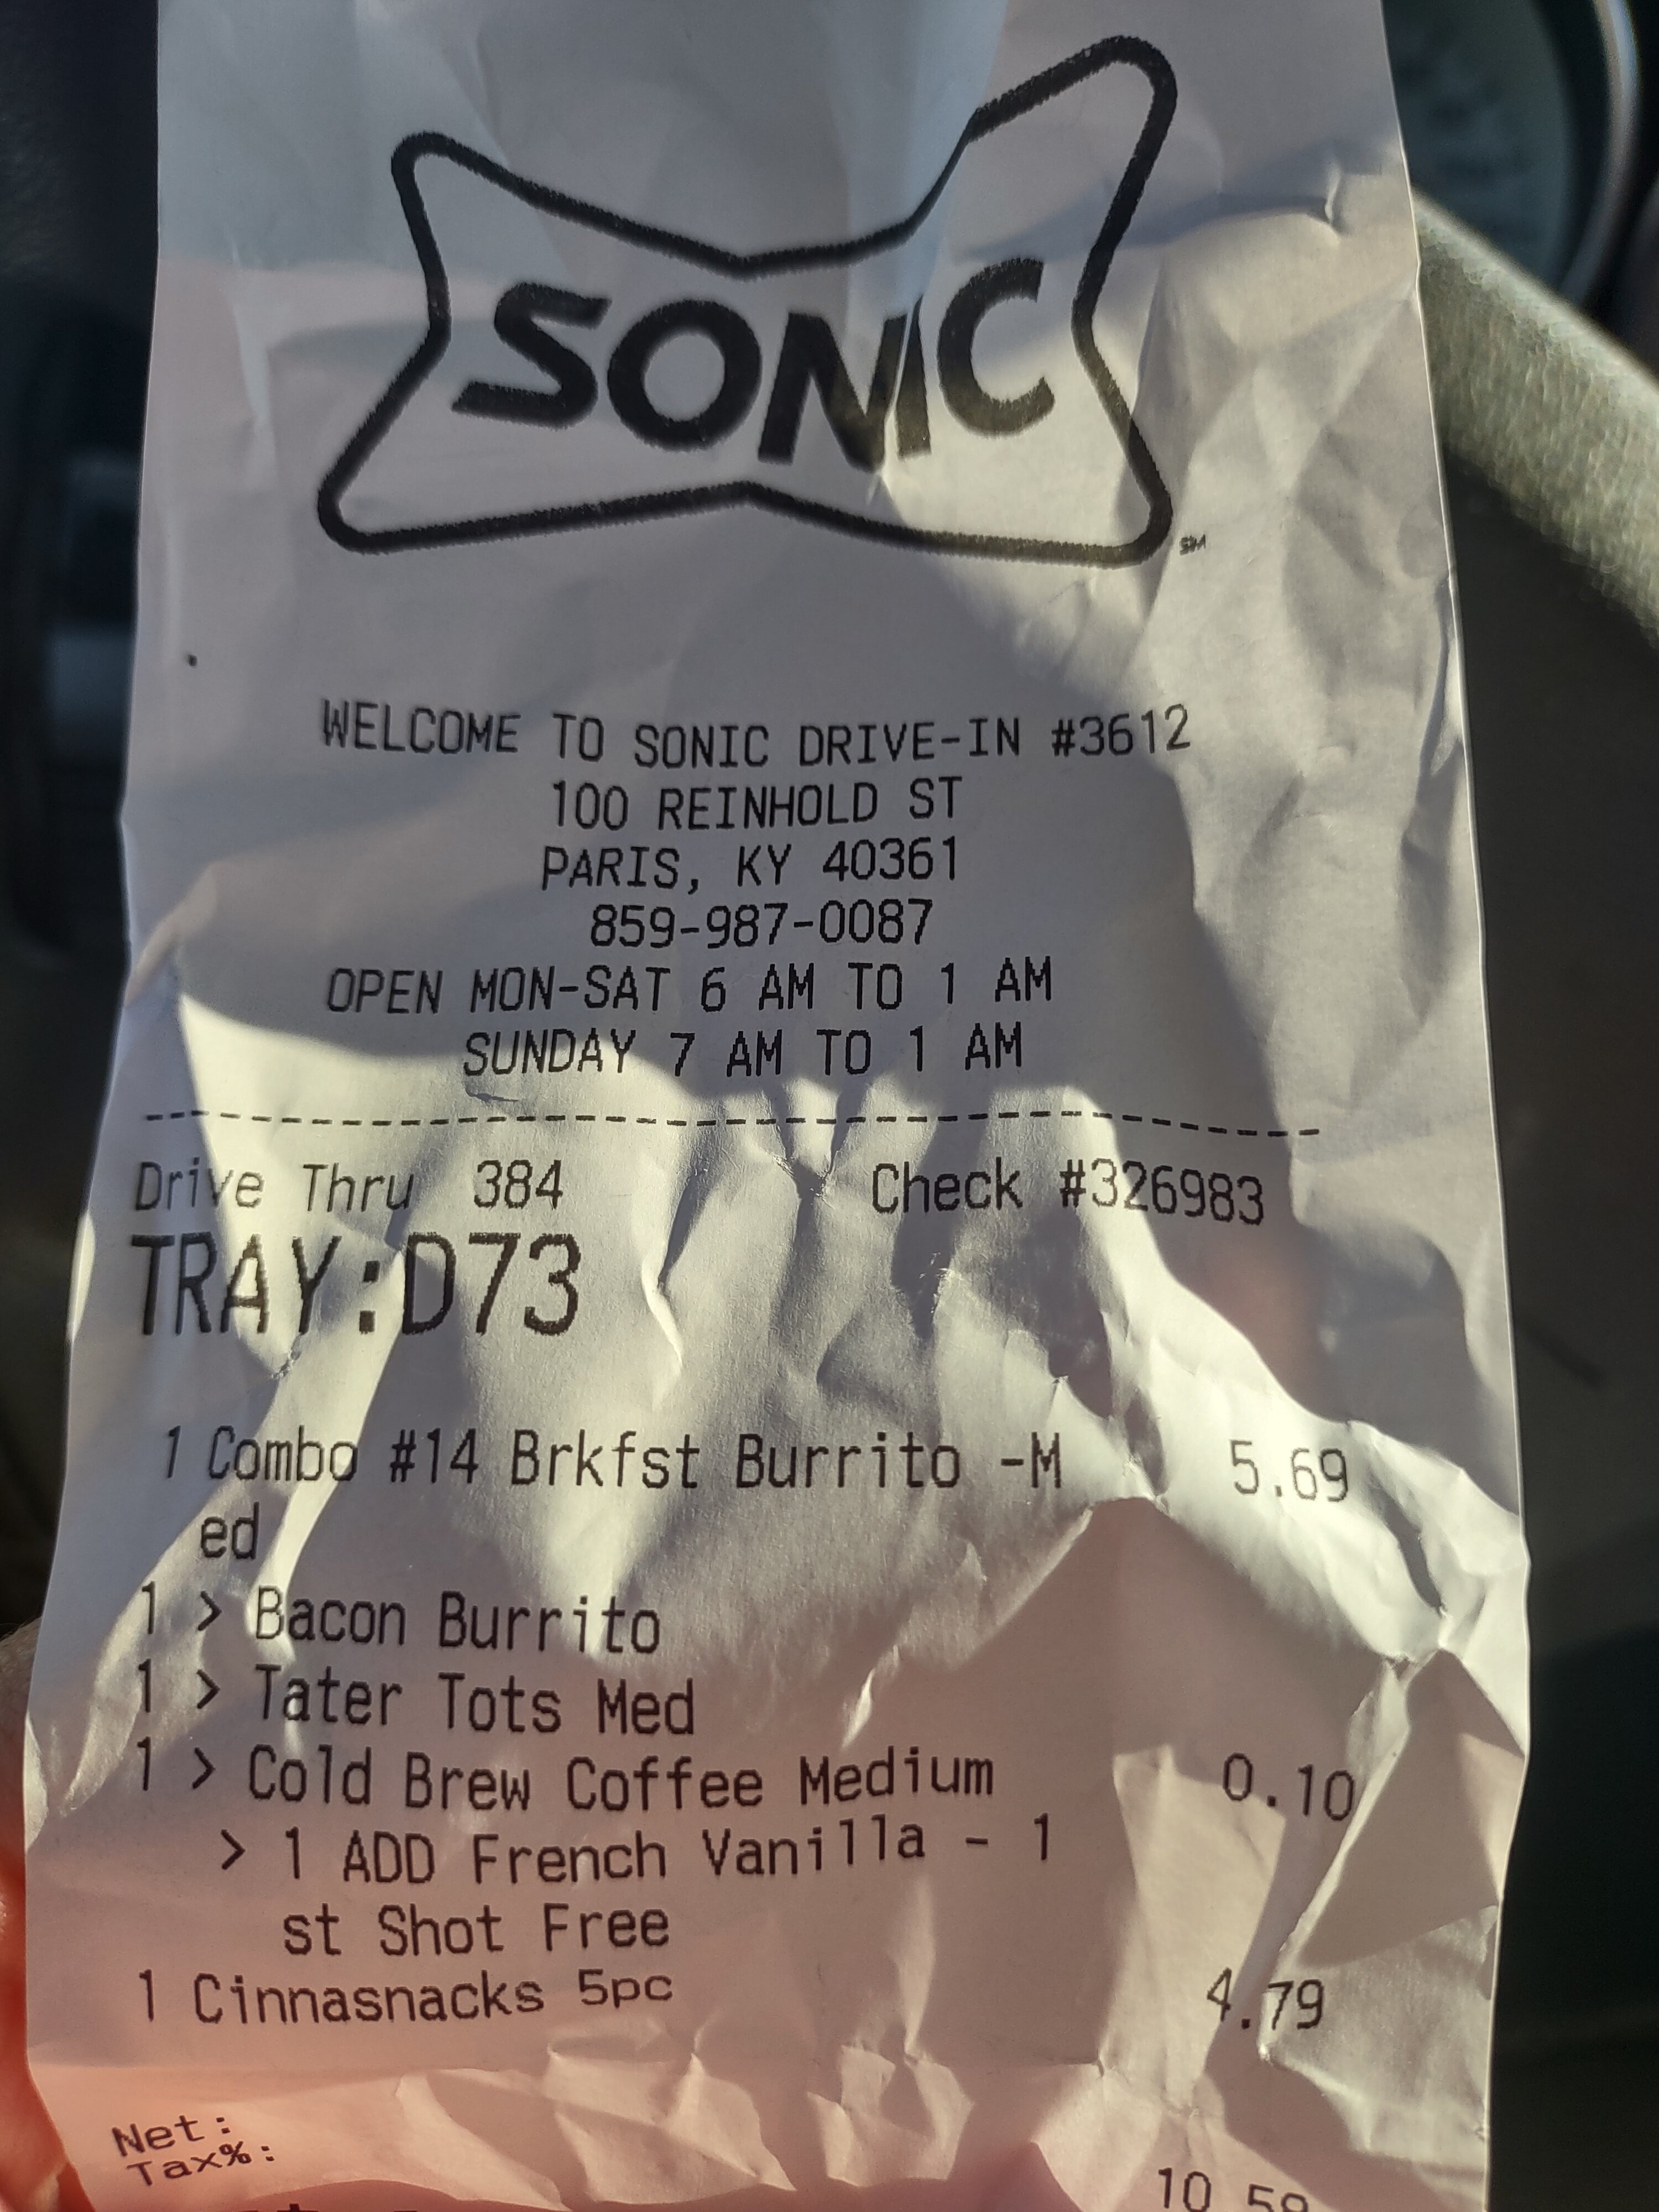 SONIC
SM
WELCOME TO SONIC DRIVE-IN #3612
100 REINHOLD ST
PARIS, KY 40361
859-987-0087
OPEN MON-SAT 6 AM TO 1 AM
SUNDAY 7 AM TO 1 AM
--------------------------------------------
Drive Thru 384 Check #326983
TRAY:D73
1 Combo #14 Brkfst Burrito -M 5.69
ed
1 > Bacon Burrito
1 > Tater Tots Med
1 > Cold Brew Coffee Medium 0.10
> 1 ADD French Vanilla - 1
st Shot Free
1 Cinnasnacks 5pc 4.79
Net: 10.58
Tax%: